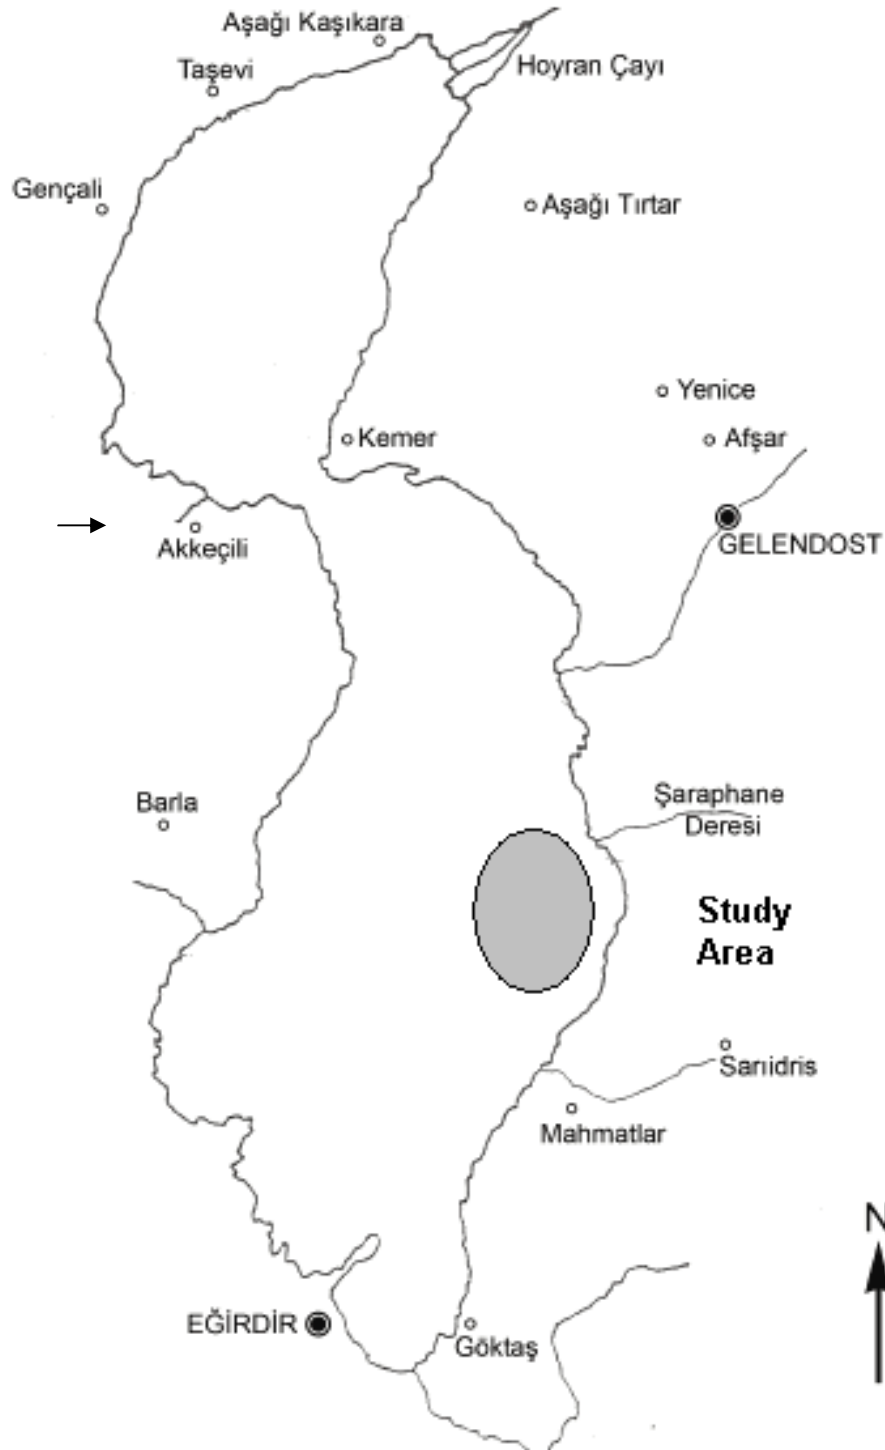 Aşağı Kaşıkara
Hoyran Çayı
Taşevi
Gençali
Aşağı Tırtar
Yenice
Kemer
Afşar
Akkeçili
GELENDOST
Barla
Şaraphane
Deresi
Study
Area
Sarıidris
Mahmatlar
N
EĞİRDİR
Göktaş